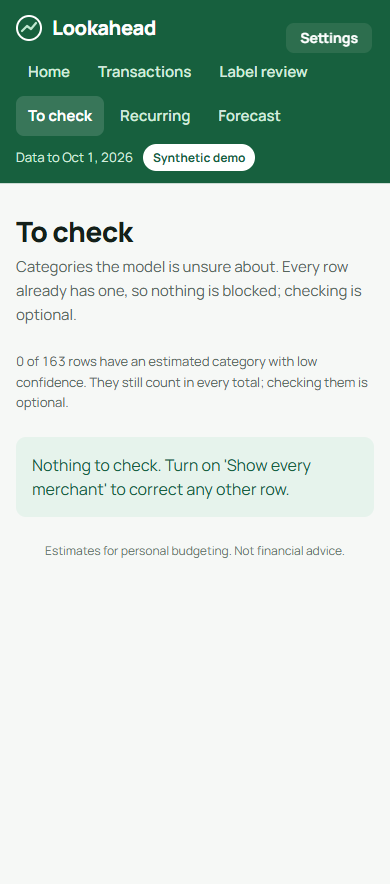 Lookahead
Settings
Home Transactions Label review
To check Recurring Forecast
Data to Oct 1, 2026 Synthetic demo
To check
Categories the model is unsure about. Every row
already has one, so nothing is blocked; checking is
optional.
0 of 163 rows have an estimated category with low
confidence. They still count in every total; checking them is
optional.
Nothing to check. Turn on 'Show every
merchant' to correct any other row.
Estimates for personal budgeting. Not financial advice.